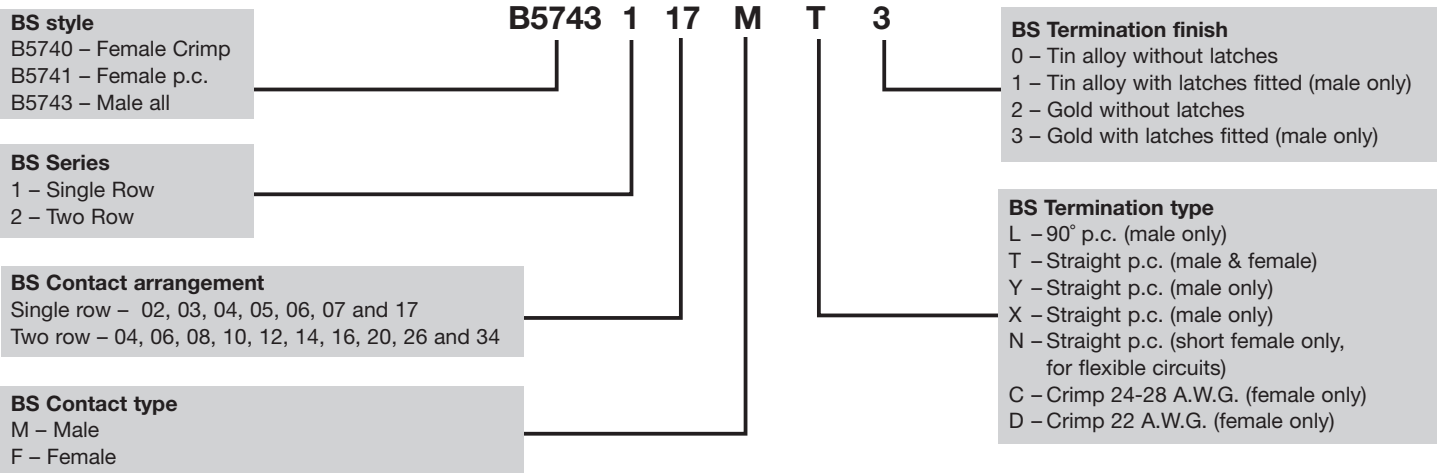 B5743 1 17 M T 3
BS style
B5740 – Female Crimp
B5741 – Female p.c.
B5743 – Male all
BS Series
1 – Single Row
2 – Two Row
BS Contact arrangement
Single row – 02, 03, 04, 05, 06, 07 and 17
Two row – 04, 06, 08, 10, 12, 14, 16, 20, 26 and 34
BS Contact type
M – Male
F – Female
BS Termination finish
0 – Tin alloy without latches
1 – Tin alloy with latches fitted (male only)
2 – Gold without latches
3 – Gold with latches fitted (male only)
BS Termination type
L – 90˚ p.c. (male only)
T – Straight p.c. (male & female)
Y – Straight p.c. (male only)
X – Straight p.c. (male only)
N – Straight p.c. (short female only,
for flexible circuits)
C – Crimp 24-28 A.W.G. (female only)
D – Crimp 22 A.W.G. (female only)